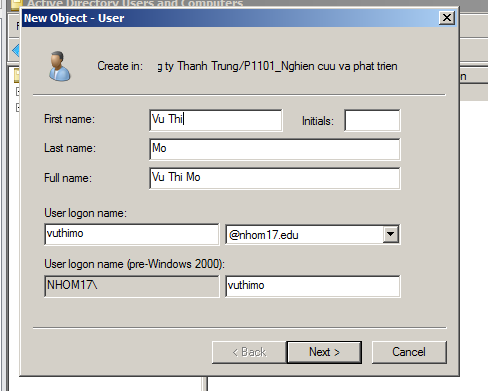 Active Directory Users and Computers
New Object - User
Create in: g ty Thanh Trung/P1101_Nghien cuu va phat trien
First name: Vu Thi Initials:
Last name: Mo
Full name: Vu Thi Mo
User logon name:
vuthimo @nhom17.edu
User logon name (pre-Windows 2000):
NHOM17\ vuthimo
< Back Next > Cancel